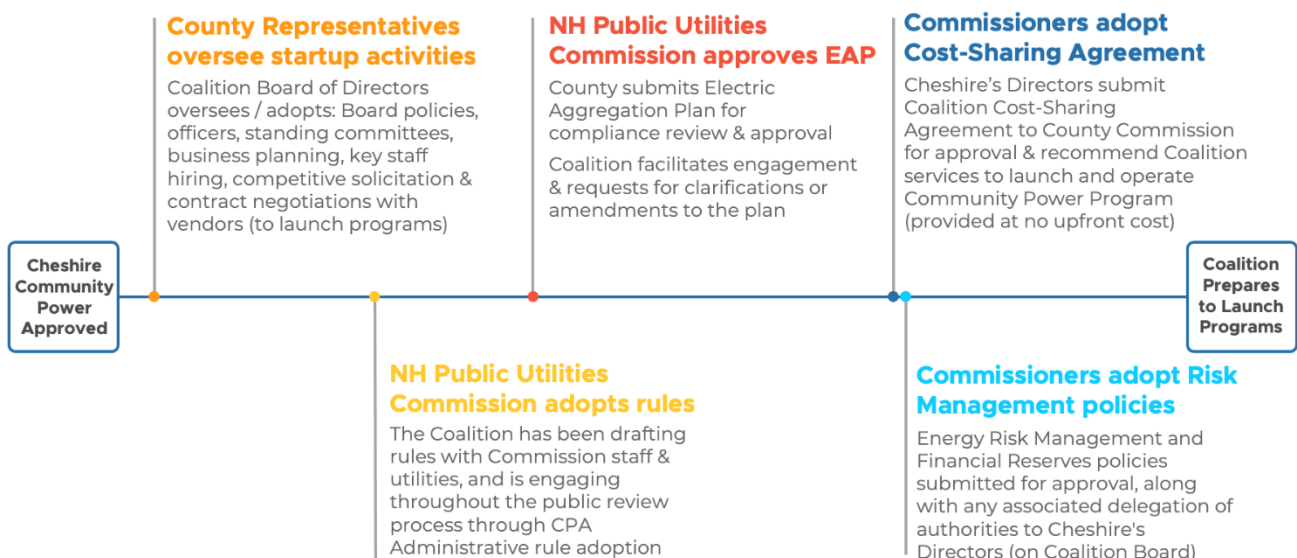 County Representatives
oversee startup activities
Coalition Board of Directors
oversees / adopts: Board policies,
officers, standing committees,
business planning, key staff
hiring, competitive solicitation &
contract negotiations with
vendors (to launch programs)
NH Public Utilities
Commission approves EAP
County submits Electric
Aggregation Plan for
compliance review & approval
Coalition facilitates engagement
& requests for clarifications or
amendments to the plan
Commissioners adopt
Cost-Sharing Agreement
Cheshire’s Directors submit
Coalition Cost-Sharing
Agreement to County Commission
for approval & recommend Coalition
services to launch and operate
Community Power Program
(provided at no upfront cost)
Cheshire
Community
Power
Approved
Coalition
Prepares
to Launch
Programs
NH Public Utilities
Commission adopts rules
The Coalition has been drafting
rules with Commission staff &
utilities, and is engaging
throughout the public review
process through CPA
Administrative rule adoption
Commissioners adopt Risk
Management policies
Energy Risk Management and
Financial Reserves policies
submitted for approval, along
with any associated delegation of
authorities to Cheshire's
Directors (on Coalition Board)